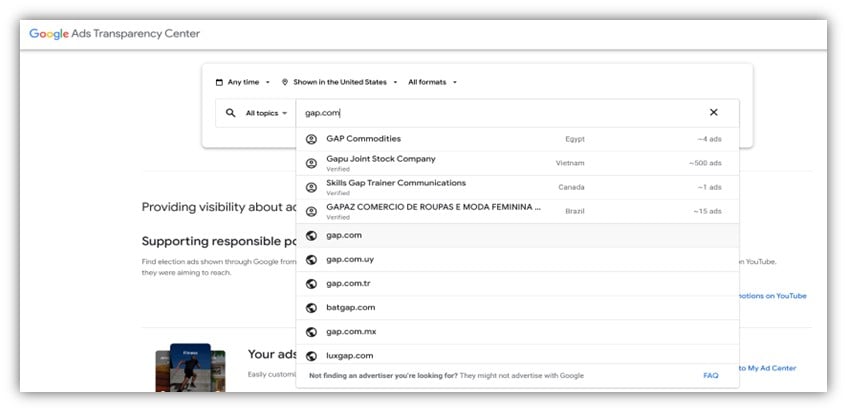 Google Ads Transparency Center
Any time Shown in the United States All formats
All topics gap.com
GAP Commodities Egypt ~4 ads
Gapu Joint Stock Company Vietnam ~500 ads
Verified
Skills Gap Trainer Communications Canada ~1 ads
Verified
GAPAZ COMERCIO DE ROUPAS E MODA FEMININA ... Brazil ~15 ads
Verified
Providing visibility about
gap.com
Supporting responsible
gap.com.uy
Find election ads shown through Google from on YouTube.
they were aiming to reach.
gap.com.tr
on YouTube
batgap.com
gap.com.mx
Your ads
luxgap.com
Fitness
to My Ad Center
Easily
Not finding an advertiser you're looking for? They might not advertise with Google FAQ